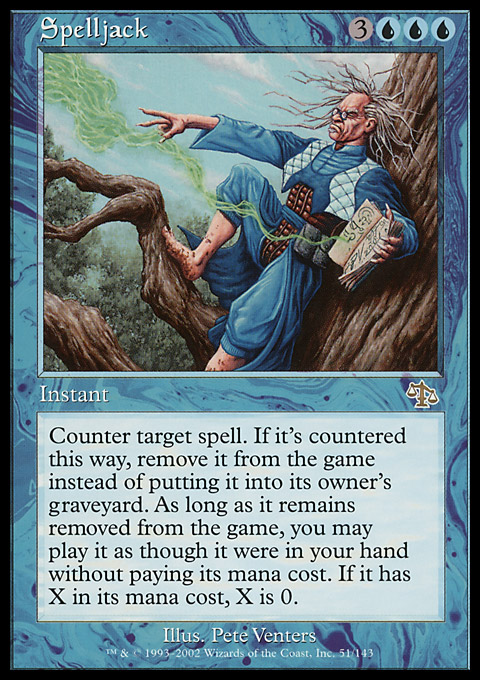 Spelljack 3
Instant
Counter target spell. If it's countered
this way, remove it from the game
instead of putting it into its owner's
graveyard. As long as it remains
removed from the game, you may
play it as though it were in your hand
without paying its mana cost. If it has
X in its mana cost, X is 0.
Illus. Pete Venters
™ & © 1993-2002 Wizards of the Coast, Inc. 51/143